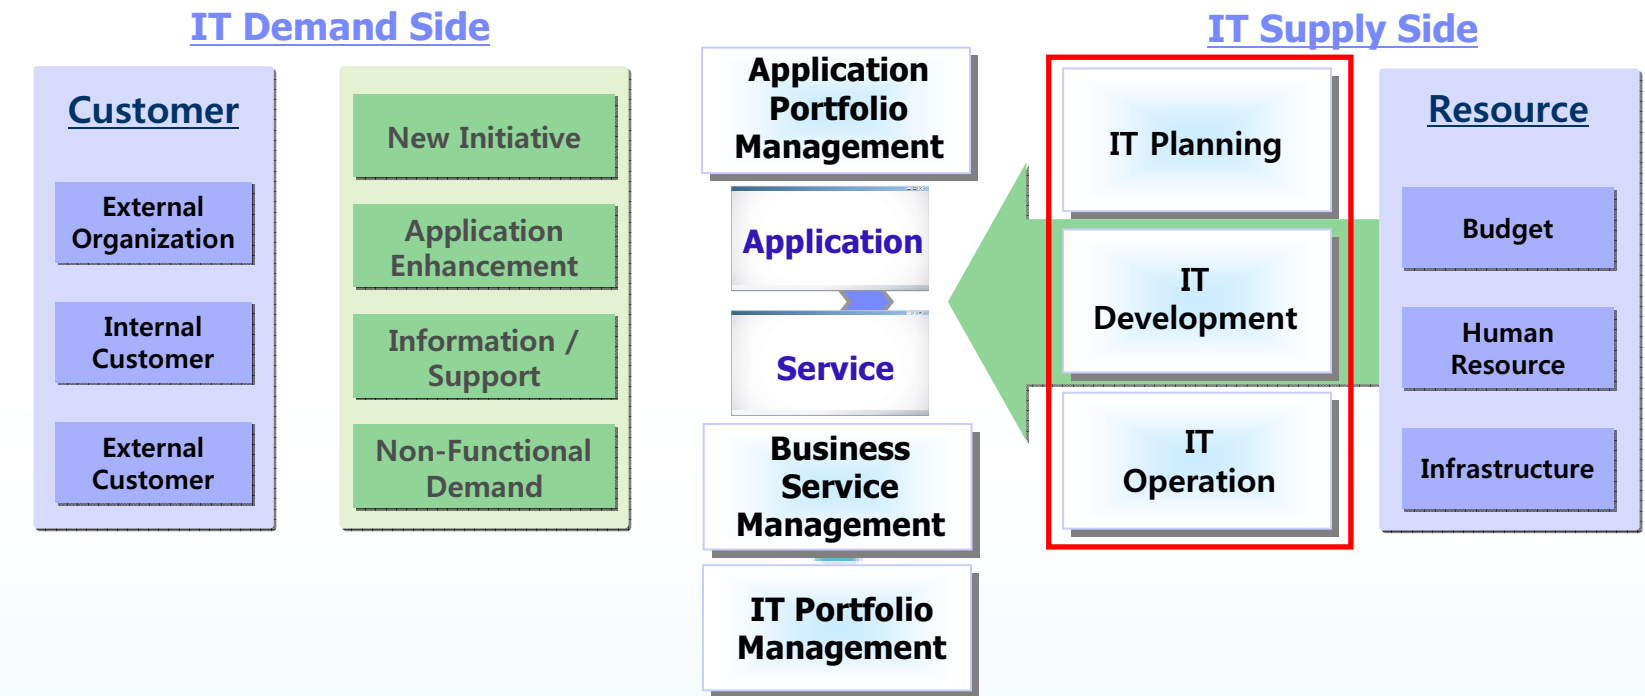 IT Demand Side
IT Supply Side
Customer
External
Organization
Internal
Customer
External
Customer
New Initiative
Application
Enhancement
Information /
Support
Non-Functional
Demand
Application
Portfolio
Management
Application
Service
Business
Service
Management
IT Portfolio
Management
IT Planning
IT
Development
IT
Operation
Resource
Budget
Human
Resource
Infrastructure